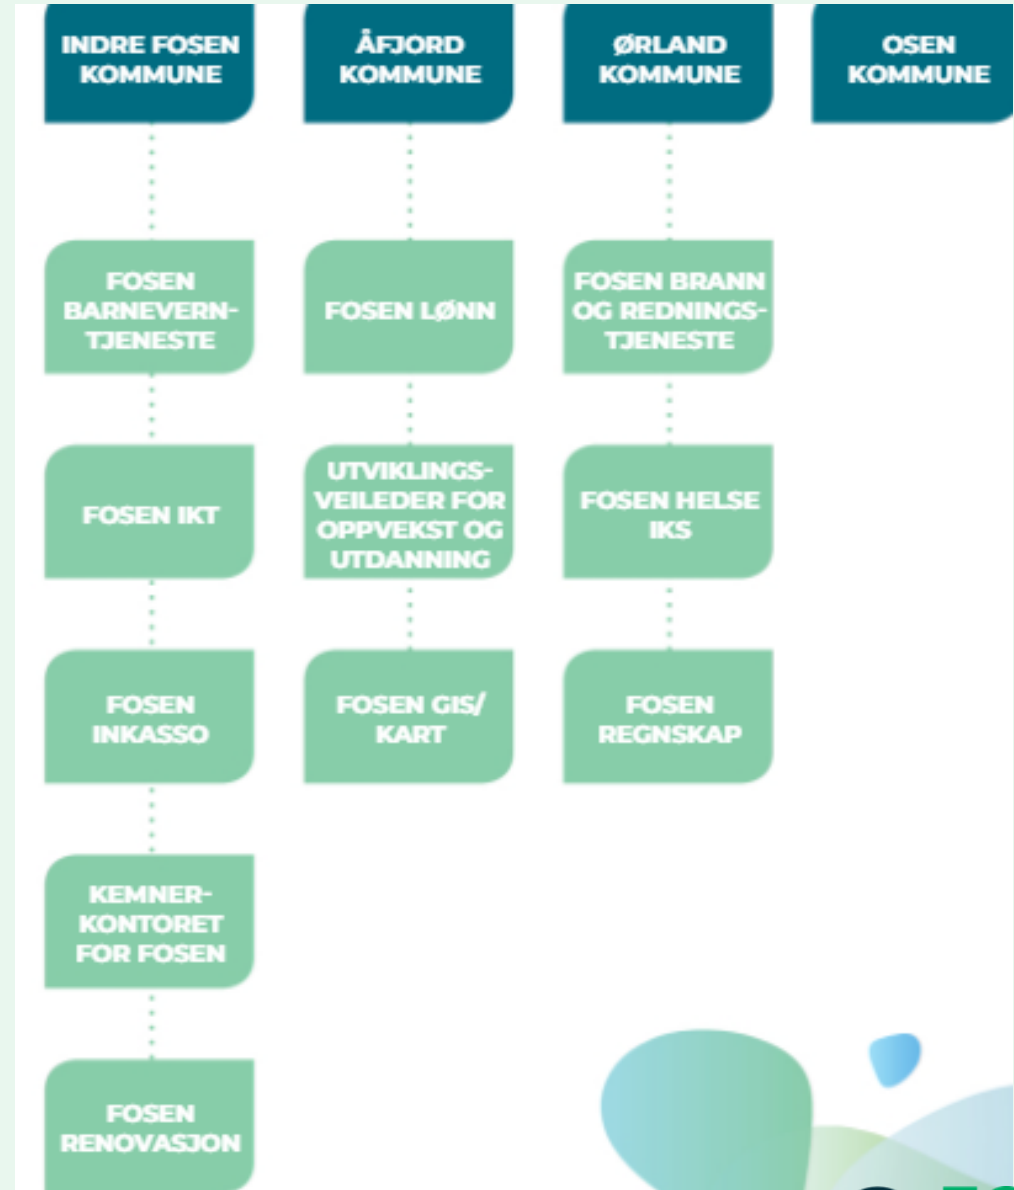 INDRE FOSEN
KOMMUNE
ÅFJORD
KOMMUNE
ØRLAND
KOMMUNE
OSEN
KOMMUNE
FOSEN
BARNEVERN-
TJENESTE
FOSEN LØNN
FOSEN BRANN
OG REDNINGS-
TJENESTE
FOSEN IKT
UTVIKLINGS-
VEILEDER FOR
OPPVEKST OG
UTDANNING
FOSEN HELSE
IKS
FOSEN
INKASSO
FOSEN GIS/
KART
FOSEN
REGNSKAP
KEMNER-
KONTORET
FOR FOSEN
FOSEN
RENOVASJON